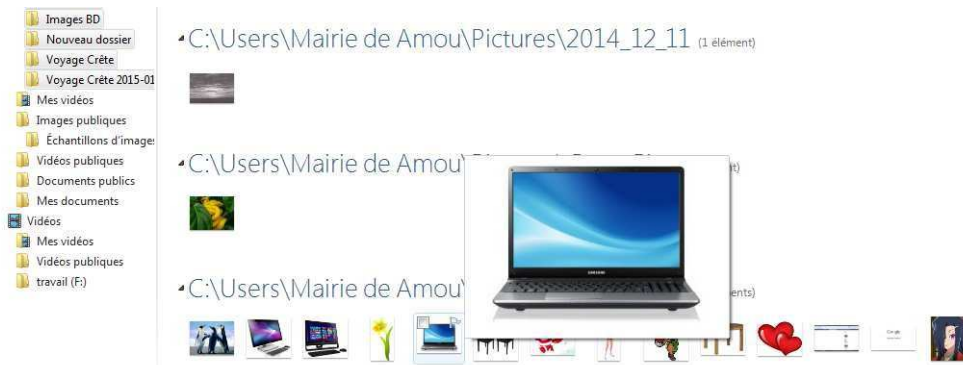 Images BD
Nouveau dossier
Voyage Crête
Voyage Crête 2015-01
Mes vidéos
Images publiques
Échantillons d'images
Vidéos publiques
Documents publics
Mes documents
Vidéos
Mes vidéos
Vidéos publiques
travail (F:)
C:\Users\Mairie de Amou\Pictures\2014_12_11 (1 élément)
C:\Users\Mairie de Amou\
C:\Users\Mairie de Amou\
SAMSUNG